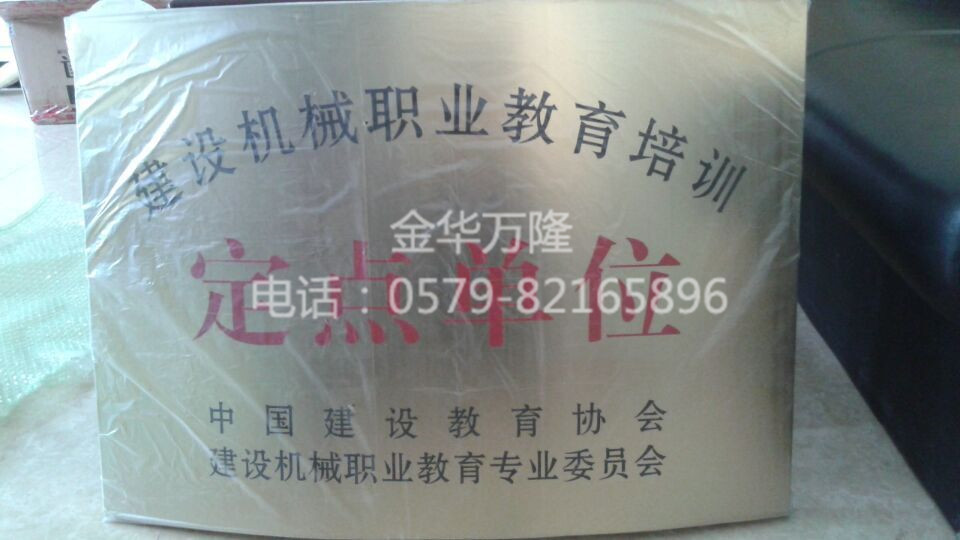 建设机械职业教育培训
金华万隆
定点单位
电话：0579-82165896
中国建设教育协会
建设机械职业教育专业委员会